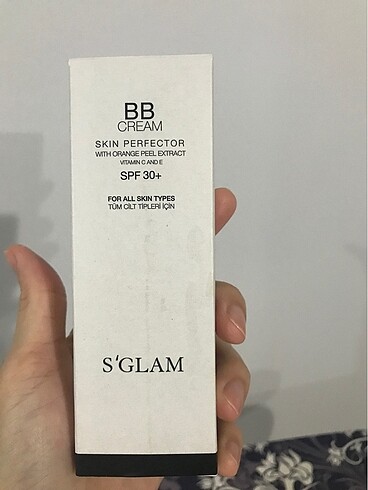 BB
CREAM
SKIN PERFECTOR
WITH ORANGE PEEL EXTRACT
VITAMIN C AND E
SPF 30+
FOR ALL SKIN TYPES
TÜM CİLT TİPLERİ İÇİN
S'GLAM